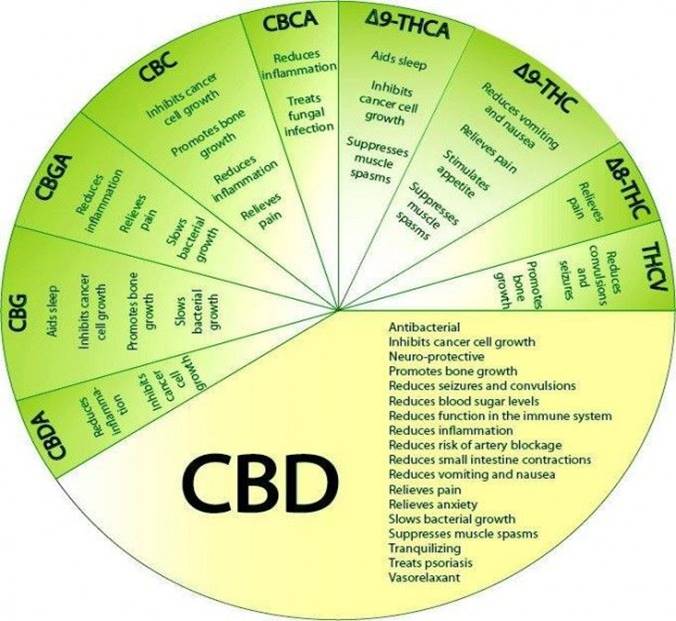 CBCA
Reduces
inflammation
Treats
fungal
infection
Δ9-THCA
Aids sleep
Inhibits
cancer cell
growth
Suppresses
muscle
spasms
Δ9-THC
Reduces vomiting
and nausea
Relieves pain
Stimulates
appetite
Suppresses
muscle
spasms
Δ8-THC
Relieves
pain
THCV
Reduces
convulsions
and
seizures
Promotes
bone
growth
CBC
Inhibits cancer
cell growth
Promotes bone
growth
Reduces
inflammation
Relieves
pain
CBGA
Reduces
inflammation
Relieves
pain
Slows
bacterial
growth
CBG
Aids sleep
Inhibits cancer
cell growth
Promotes bone
growth
Slows
bacterial
growth
CBDA
Reduces
inflamma-
tion
Inhibits
cancer
cell
growth
CBD
Antibacterial
Inhibits cancer cell growth
Neuro-protective
Promotes bone growth
Reduces seizures and convulsions
Reduces blood sugar levels
Reduces function in the immune system
Reduces inflammation
Reduces risk of artery blockage
Reduces small intestine contractions
Reduces vomiting and nausea
Relieves pain
Relieves anxiety
Slows bacterial growth
Suppresses muscle spasms
Tranquilizing
Treats psoriasis
Vasorelaxant